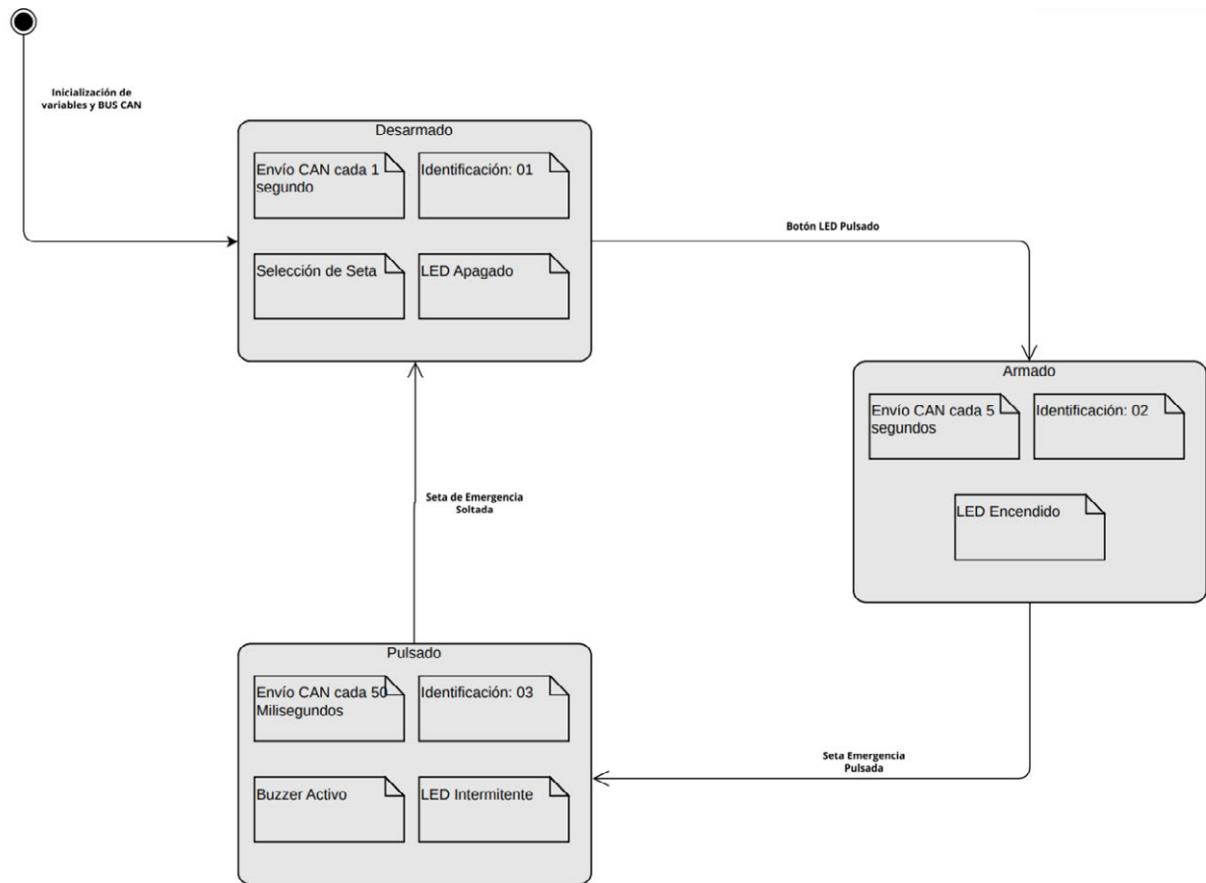 Inicialización de
variables y BUS CAN
Desarmado
Envío CAN cada 1
segundo
Identificación: 01
Selección de Seta
LED Apagado
Botón LED Pulsado
Armado
Envío CAN cada 5
segundos
Identificación: 02
LED Encendido
Seta de Emergencia
Soltada
Pulsado
Envío CAN cada 50
Milisegundos
Identificación: 03
Buzzer Activo
LED Intermitente
Seta Emergencia
Pulsada